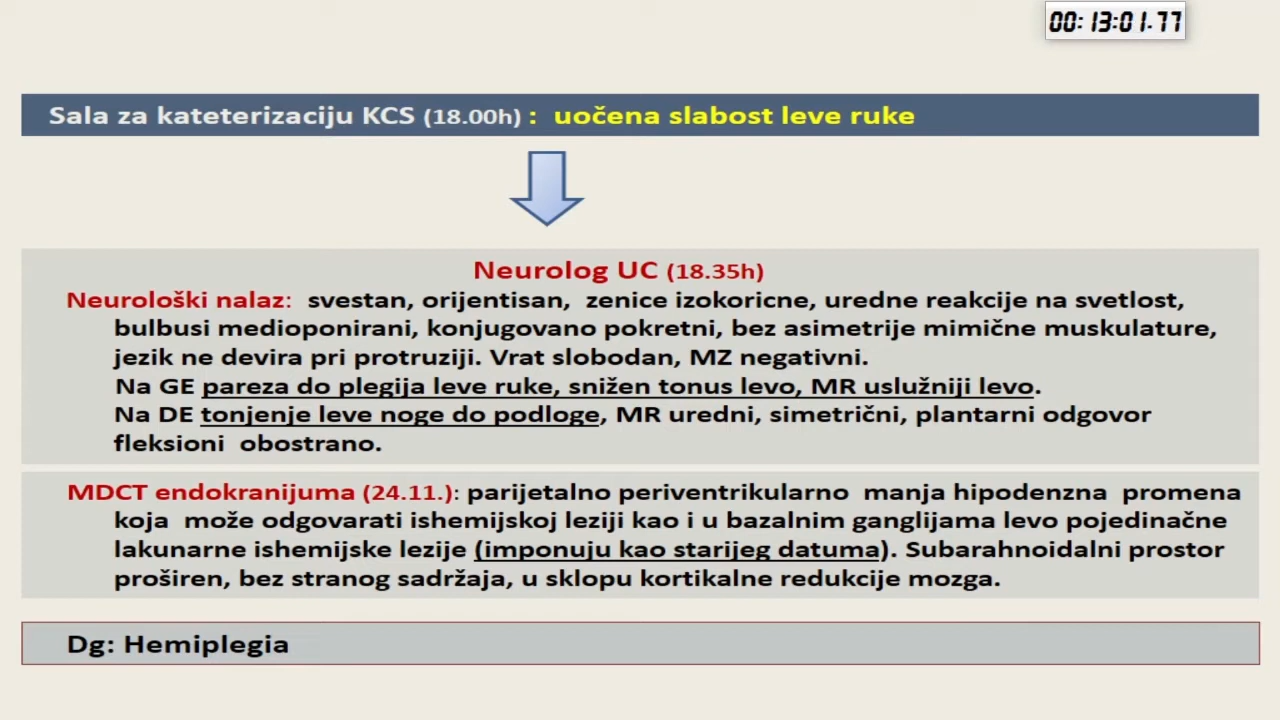 00:13:01.77
Sala za kateterizaciju KCS (18.00h) : uočena slabost leve ruke
Neurolog UC (18.35h)
Neurološki nalaz: svestan, orijentisan, zenice izokoricne, uredne reakcije na svetlost,
bulbusi medioponirani, konjugovano pokretni, bez asimetrije mimične muskulature,
jezik ne devira pri protruziji. Vrat slobodan, MZ negativni.
Na GE pareza do plegija leve ruke, snižen tonus levo, MR uslužniji levo.
Na DE tonjenje leve noge do podloge, MR uredni, simetrični, plantarni odgovor
fleksioni obostrano.
MDCT endokranijuma (24.11.): parijetalno periventrikularno manja hipodenzna promena
koja može odgovarati ishemijskoj leziji kao i u bazalnim ganglijama levo pojedinačne
lakunarne ishemijske lezije (imponuju kao starijeg datuma). Subarahnoidalni prostor
proširen, bez stranog sadržaja, u sklopu kortikalne redukcije mozga.
Dg: Hemiplegia